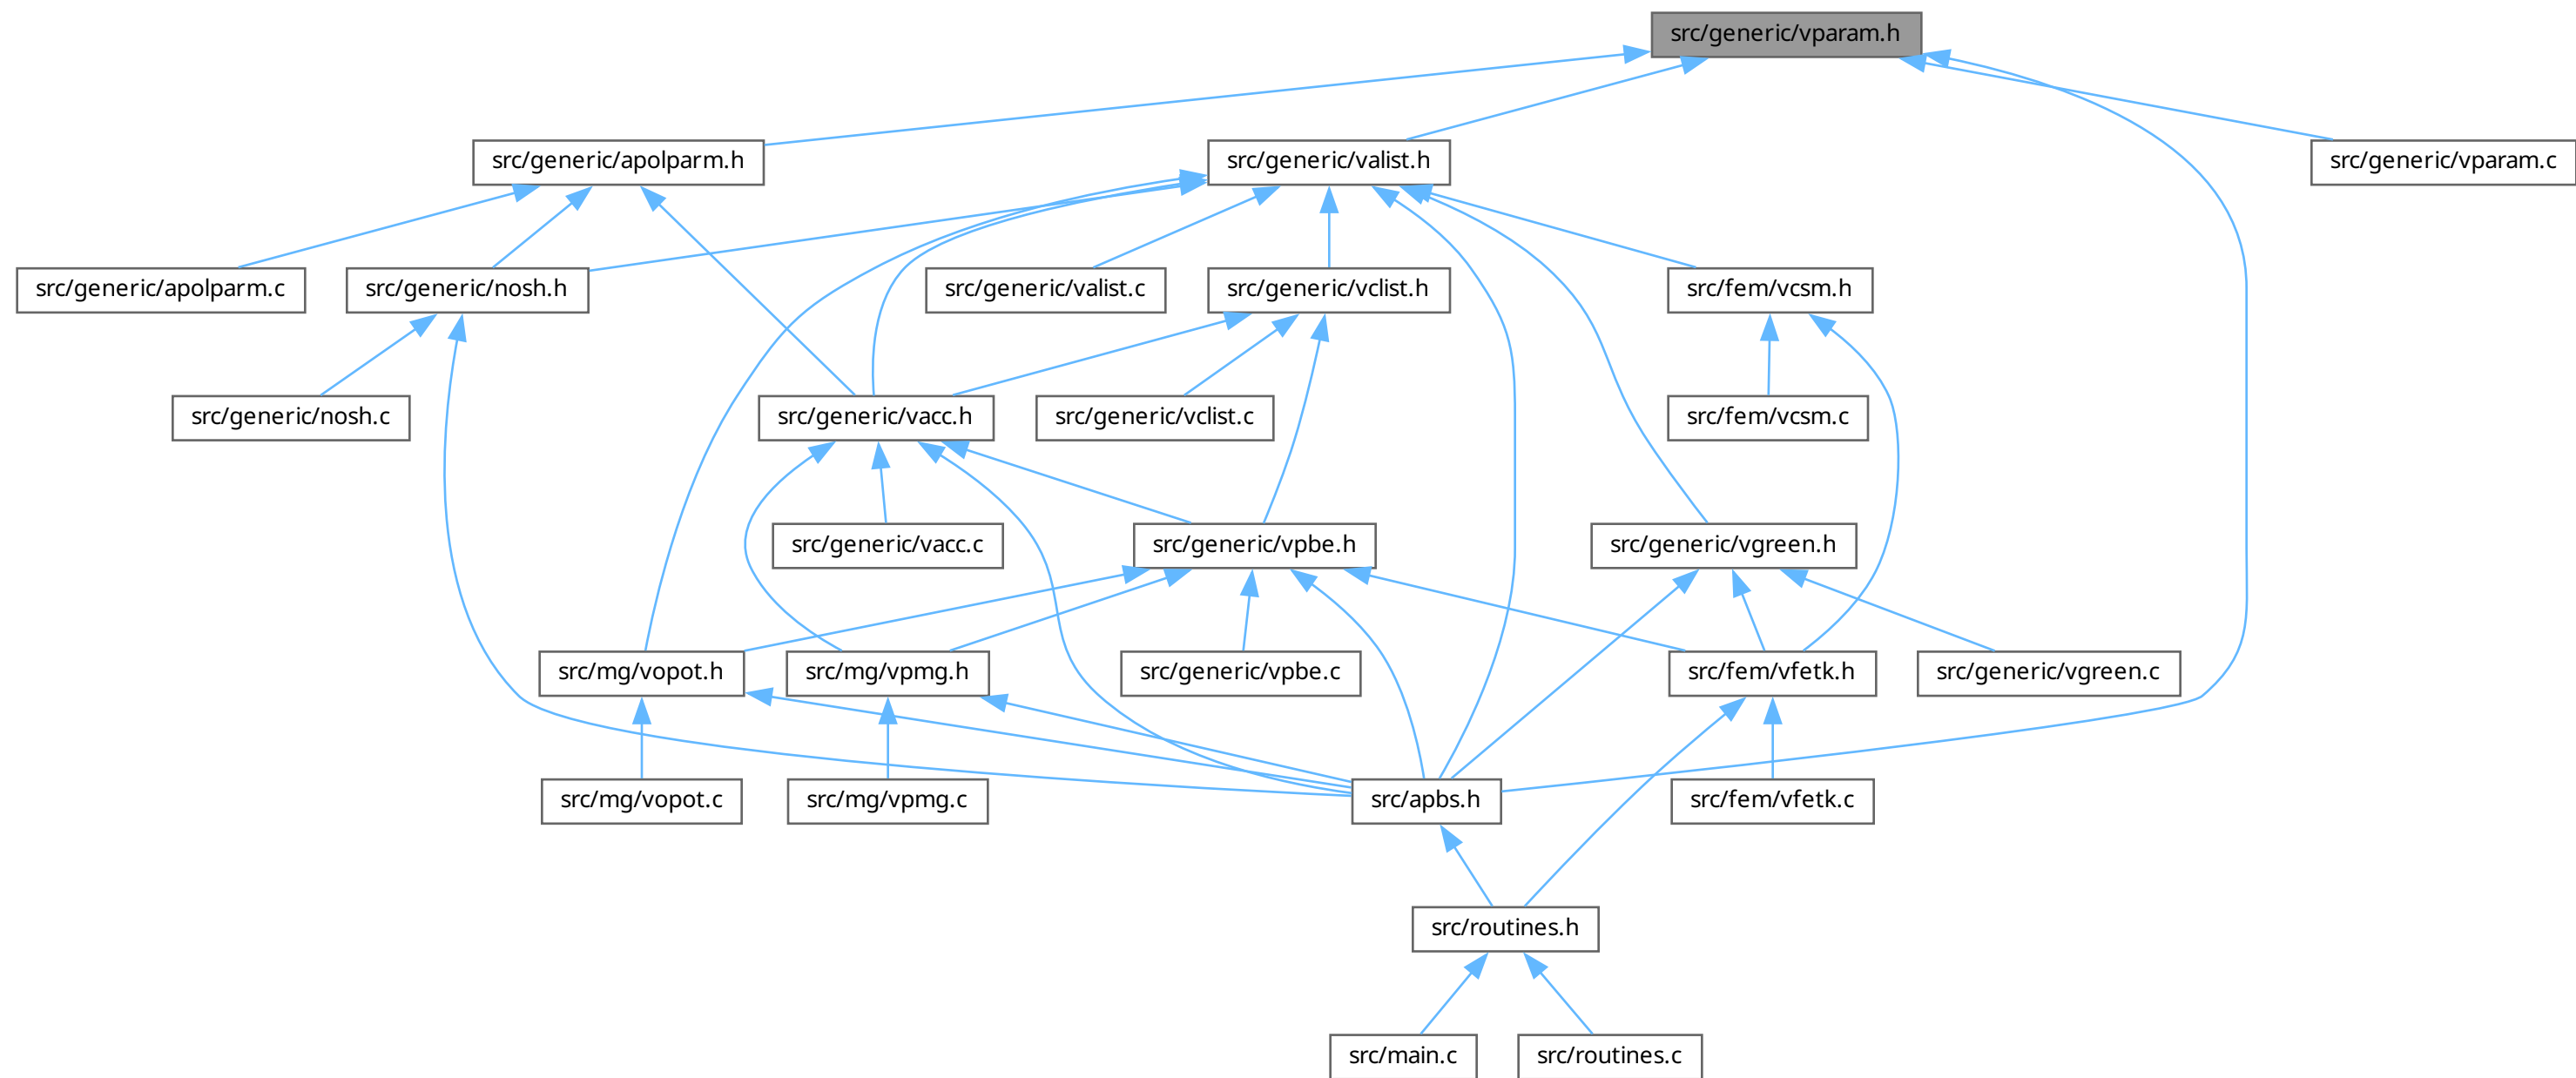 src/generic/vparam.h
src/generic/apolparm.h
src/generic/valist.h
src/generic/vparam.c
src/generic/apolparm.c
src/generic/nosh.h
src/generic/valist.c
src/generic/vclist.h
src/fem/vcsm.h
src/generic/nosh.c
src/generic/vacc.h
src/generic/vclist.c
src/fem/vcsm.c
src/generic/vacc.c
src/generic/vpbe.h
src/generic/vgreen.h
src/mg/vopot.h
src/mg/vpmg.h
src/generic/vpbe.c
src/fem/vfetk.h
src/generic/vgreen.c
src/mg/vopot.c
src/mg/vpmg.c
src/apbs.h
src/fem/vfetk.c
src/routines.h
src/main.c
src/routines.c